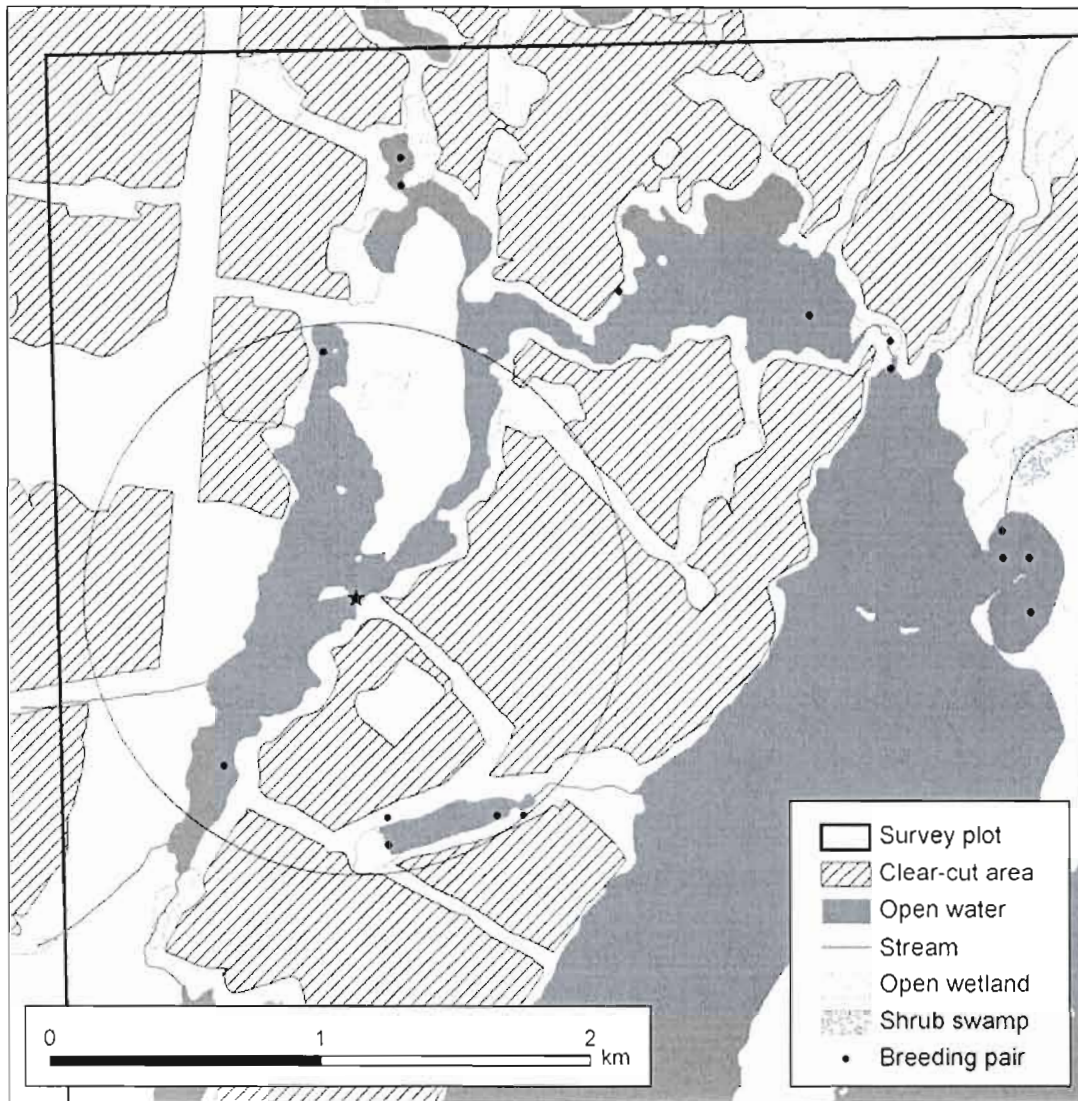 Survey plot
Clear-cut area
Open water
Stream
Open wetland
Shrub swamp
Breeding pair
0 1 2
km